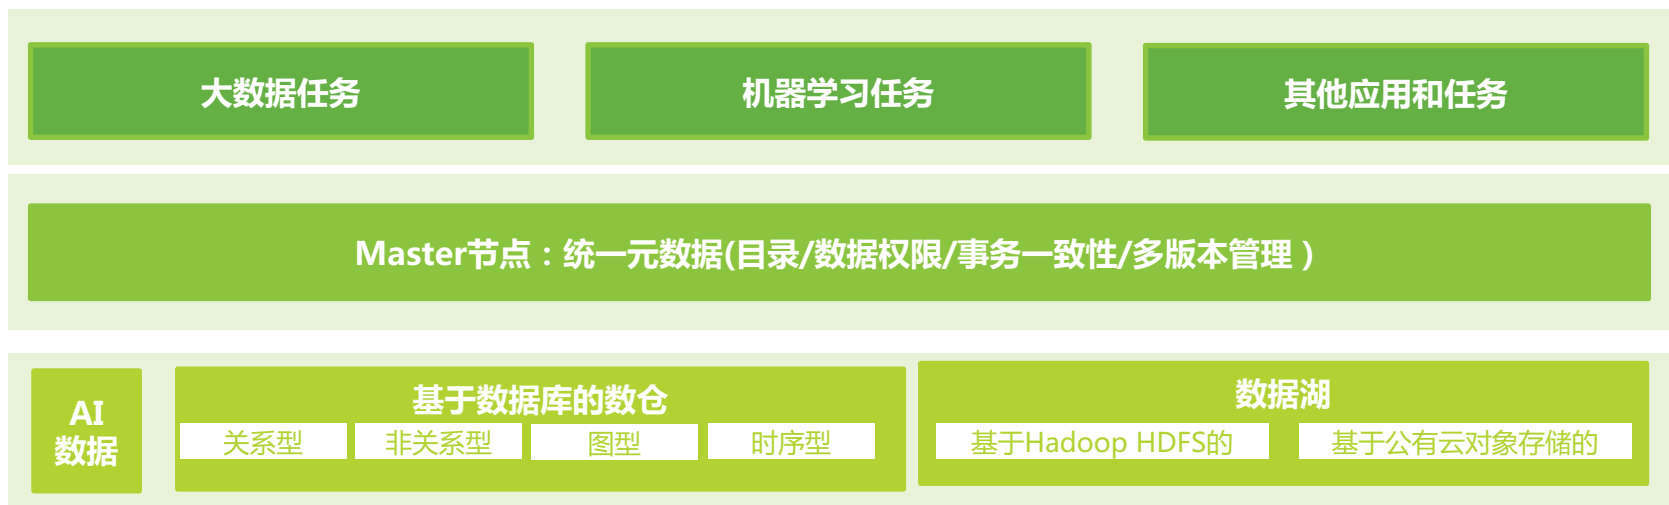 大数据任务
机器学习任务
其他应用和任务
Master节点：统一元数据(目录/数据权限/事务一致性/多版本管理）
AI
数据
基于数据库的数仓
关系型
非关系型
图型
时序型
数据湖
基于Hadoop HDFS的
基于公有云对象存储的